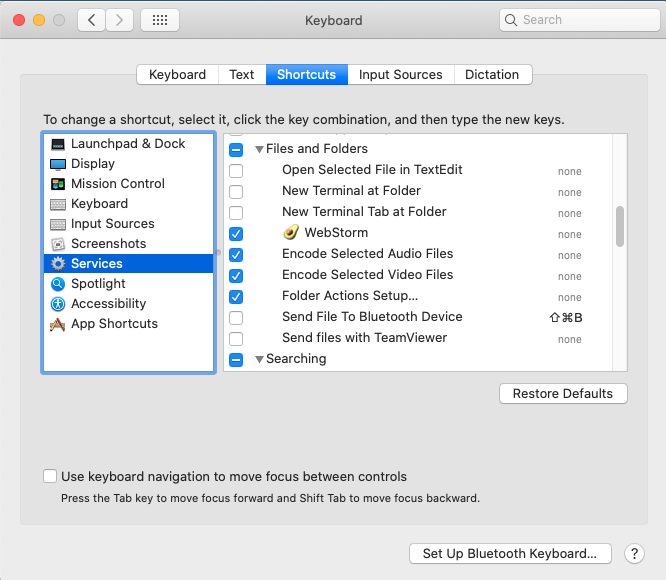 Keyboard
Search
Keyboard Text Shortcuts Input Sources Dictation
To change a shortcut, select it, click the key combination, and then type the new keys.
Launchpad & Dock
Display
Mission Control
Keyboard
Input Sources
Screenshots
Services
Spotlight
Accessibility
App Shortcuts
Files and Folders
Open Selected File in TextEdit none
New Terminal at Folder none
New Terminal Tab at Folder none
WebStorm none
Encode Selected Audio Files none
Encode Selected Video Files none
Folder Actions Setup... none
Send File To Bluetooth Device ⇧⌘B
Send files with TeamViewer none
Searching
Restore Defaults
Use keyboard navigation to move focus between controls
Press the Tab key to move focus forward and Shift Tab to move focus backward.
Set Up Bluetooth Keyboard... ?